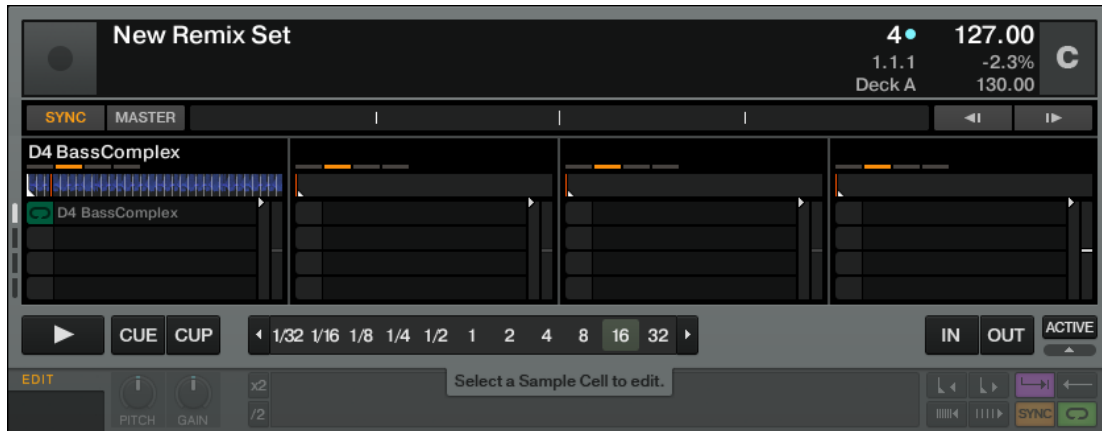 New Remix Set
4 127.00
1.1.1 -2.3% C
Deck A 130.00
SYNC MASTER
D4 BassComplex
D4 BassComplex
CUE CUP 1/32 1/16 1/8 1/4 1/2 1 2 4 8 16 32 IN OUT ACTIVE
EDIT
x2 Select a Sample Cell to edit.
PITCH GAIN /2 SYNC